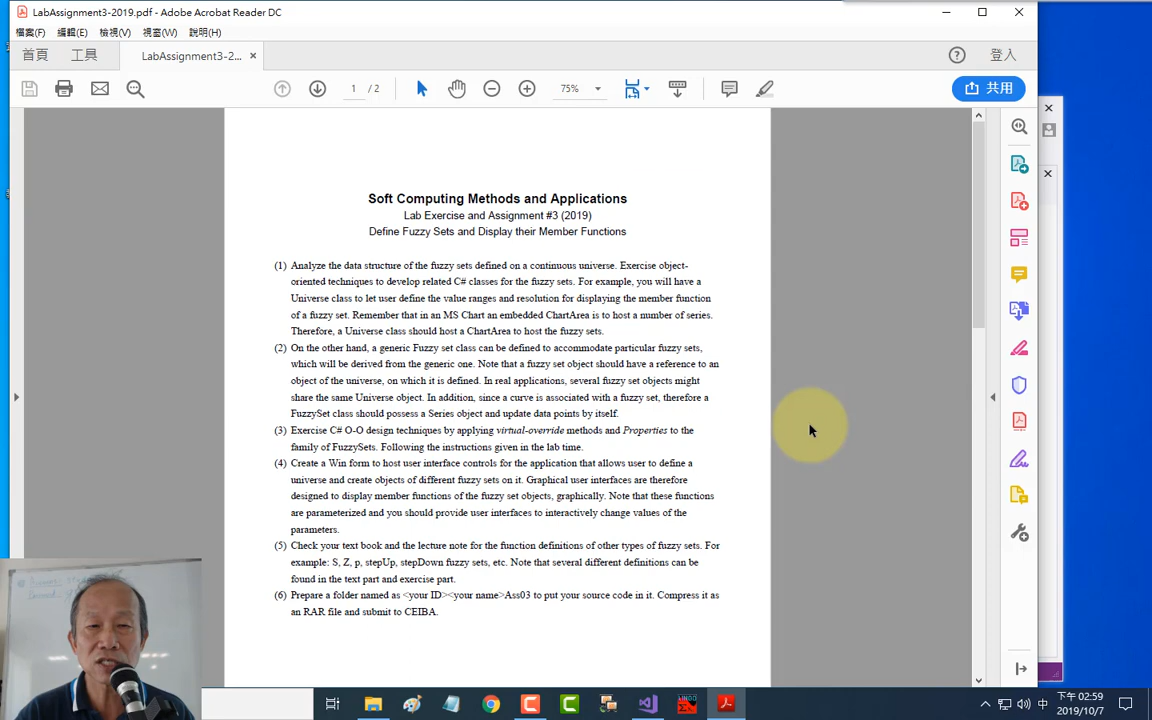 LabAssignment3-2019.pdf - Adobe Acrobat Reader DC
檔案(F) 編輯(E) 檢視(V) 視窗(W) 說明(H)
首頁 工具 LabAssignment3-2... × 登入
1 / 2 75% 共用
Soft Computing Methods and Applications
Lab Exercise and Assignment #3 (2019)
Define Fuzzy Sets and Display their Member Functions
(1) Analyze the data structure of the fuzzy sets defined on a continuous universe. Exercise object-
oriented techniques to develop related C# classes for the fuzzy sets. For example, you will have a
Universe class to let user define the value ranges and resolution for displaying the member function
of a fuzzy set. Remember that in an MS Chart an embedded ChartArea is to host a number of series.
Therefore, a Universe class should host a ChartArea to host the fuzzy sets.
(2) On the other hand, a generic Fuzzy set class can be defined to accommodate particular fuzzy sets,
which will be derived from the generic one. Note that a fuzzy set object should have a reference to an
object of the universe, on which it is defined. In real applications, several fuzzy set objects might
share the same Universe object. In addition, since a curve is associated with a fuzzy set, therefore a
FuzzySet class should possess a Series object and update data points by itself.
(3) Exercise C# O-O design techniques by applying virtual-override methods and Properties to the
family of FuzzySets. Following the instructions given in the lab time.
(4) Create a Win form to host user interface controls for the application that allows user to define a
universe and create objects of different fuzzy sets on it. Graphical user interfaces are therefore
designed to display member functions of the fuzzy set objects, graphically. Note that these functions
are parameterized and you should provide user interfaces to interactively change values of the
parameters.
(5) Check your text book and the lecture note for the function definitions of other types of fuzzy sets. For
example: S, Z, p, stepUp, stepDown fuzzy sets, etc. Note that several different definitions can be
found in the text part and exercise part.
(6) Prepare a folder named as <your ID><your name>Ass03 to put your source code in it. Compress it as
an RAR file and submit to CEIBA.
中 下午 02:59
2019/10/7